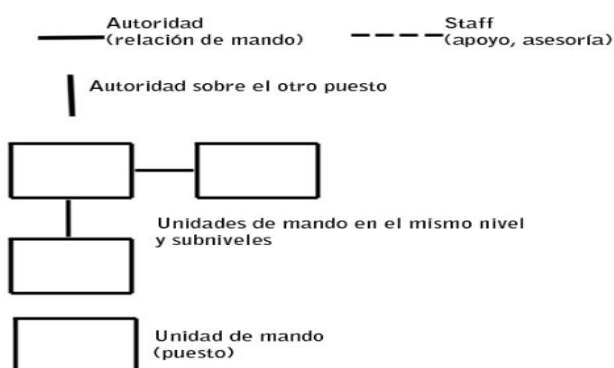 Autoridad
(relación de mando)
Staff
(apoyo, asesoría)
Autoridad sobre el otro puesto
Unidades de mando en el mismo nivel
y subniveles
Unidad de mando
(puesto)